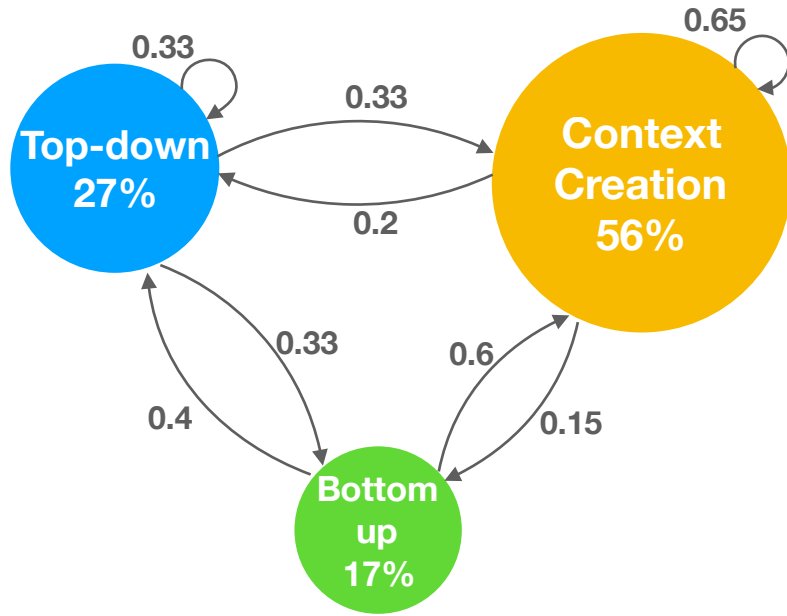 0.33
0.65
Top-down
27%
0.33
Context
Creation
56%
0.2
0.33
0.6
0.4
0.15
Bottom
up
17%